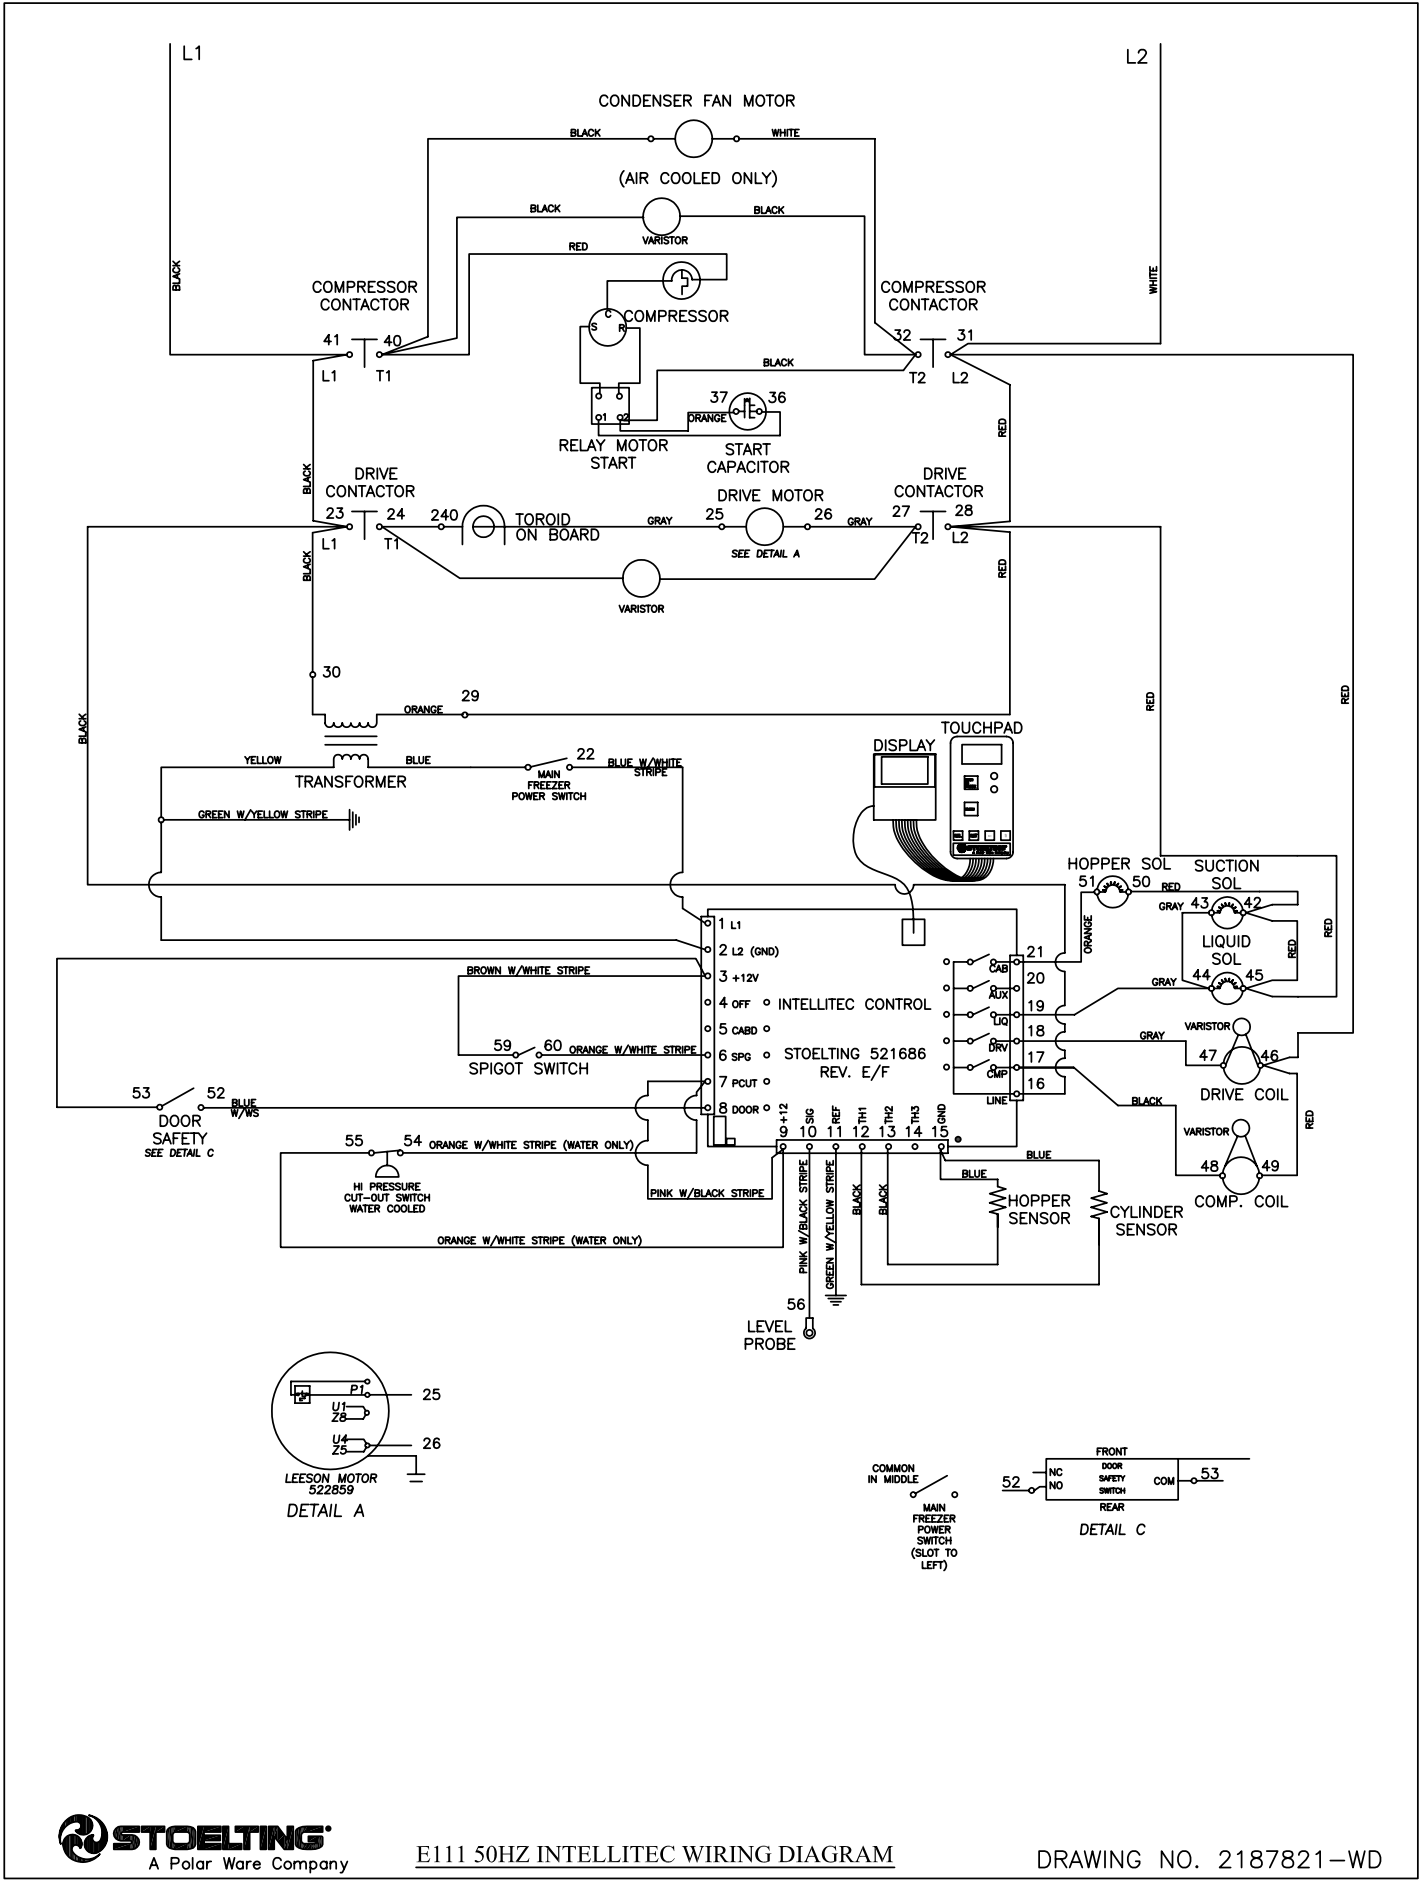 L1
L2
CONDENSER FAN MOTOR
BLACK
WHITE
(AIR COOLED ONLY)
BLACK
BLACK
VARISTOR
RED
BLACK
WHITE
COMPRESSOR
CONTACTOR
COMPRESSOR
CONTACTOR
C
S
R
COMPRESSOR
41
40
32
31
L1
T1
T2
L2
BLACK
37
36
ORANGE
1
2
RELAY MOTOR
START
START
CAPACITOR
RED
BLACK
DRIVE
CONTACTOR
DRIVE MOTOR
DRIVE
CONTACTOR
23
24
240
TOROID
ON BOARD
GRAY
25
26
GRAY
27
28
L1
T1
SEE DETAIL A
T2
L2
BLACK
RED
VARISTOR
30
29
ORANGE
BLACK
RED
RED
TOUCHPAD
DISPLAY
YELLOW
BLUE
22
BLUE W/WHITE
STRIPE
TRANSFORMER
MAIN
FREEZER
POWER SWITCH
GREEN W/YELLOW STRIPE
HOPPER SOL
SUCTION
SOL
51
50
RED
GRAY
43
42
ORANGE
LIQUID
SOL
RED
RED
1 L1
2 L2 (GND)
3 +12V
4 OFF
5 CABD
6 SPG
7 PCUT
8 DOOR
BROWN W/WHITE STRIPE
INTELLITEC CONTROL
STOELTING 521686
REV. E/F
21
CAB
20
AUX
19
LIQ
18
DRV
17
CMP
16
LINE
GRAY
44
45
VARISTOR
GRAY
47
46
DRIVE COIL
BLACK
VARISTOR
RED
48
49
COMP. COIL
59
60
ORANGE W/WHITE STRIPE
SPIGOT SWITCH
53
52
BLUE
W/WS
DOOR
SAFETY
SEE DETAIL C
+12
SIG
REF
TH1
TH2
TH3
GND
9
10
11
12
13
14
15
55
54
ORANGE W/WHITE STRIPE (WATER ONLY)
HI PRESSURE
CUT-OUT SWITCH
WATER COOLED
PINK W/BLACK STRIPE
ORANGE W/WHITE STRIPE (WATER ONLY)
PINK W/BLACK STRIPE
GREEN W/YELLOW STRIPE
BLACK
BLACK
BLUE
BLUE
HOPPER
SENSOR
CYLINDER
SENSOR
56
LEVEL
PROBE
P1
25
U1
Z8
U4
Z5
26
LEESON MOTOR
522859
DETAIL A
COMMON
IN MIDDLE
MAIN
FREEZER
POWER
SWITCH
(SLOT TO
LEFT)
FRONT
52
NC
NO
DOOR
SAFETY
SWITCH
COM
53
REAR
DETAIL C
STOELTING
A Polar Ware Company
E111 50HZ INTELLITEC WIRING DIAGRAM
DRAWING NO. 2187821-WD